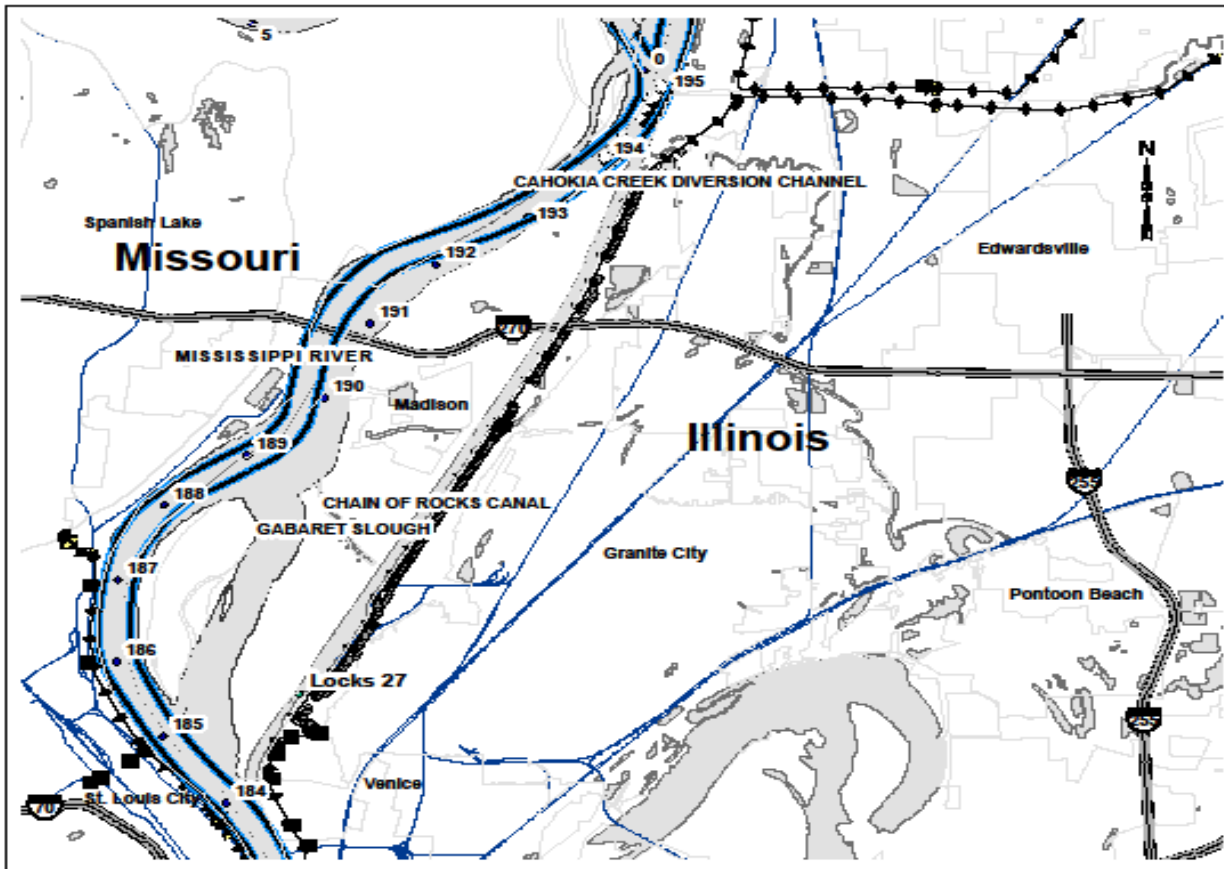 5
0
195
194
CAHOKIA CREEK DIVERSION CHANNEL
N
193
Spanish Lake
192
Edwardsville
Missouri
191
270
MISSISSIPPI RIVER
190
Madison
Illinois
189
255
188
CHAIN OF ROCKS CANAL
GABARET SLOUGH
Granite City
187
Pontoon Beach
186
Locks 27
185
255
Venice
184
St. Louis City
70